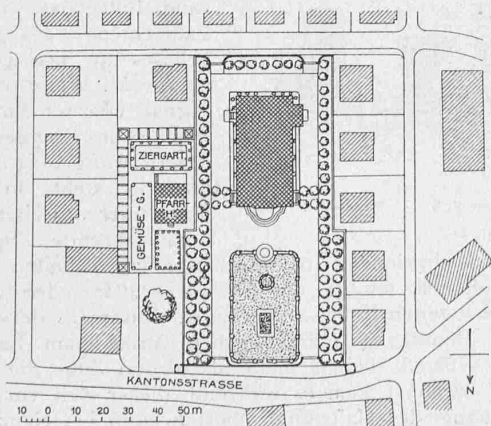 ZIERGART.
GEMÜSE-G.
PFARR-
H.
KANTONSSTRASSE
10 0 10 20 30 40 50 m
N